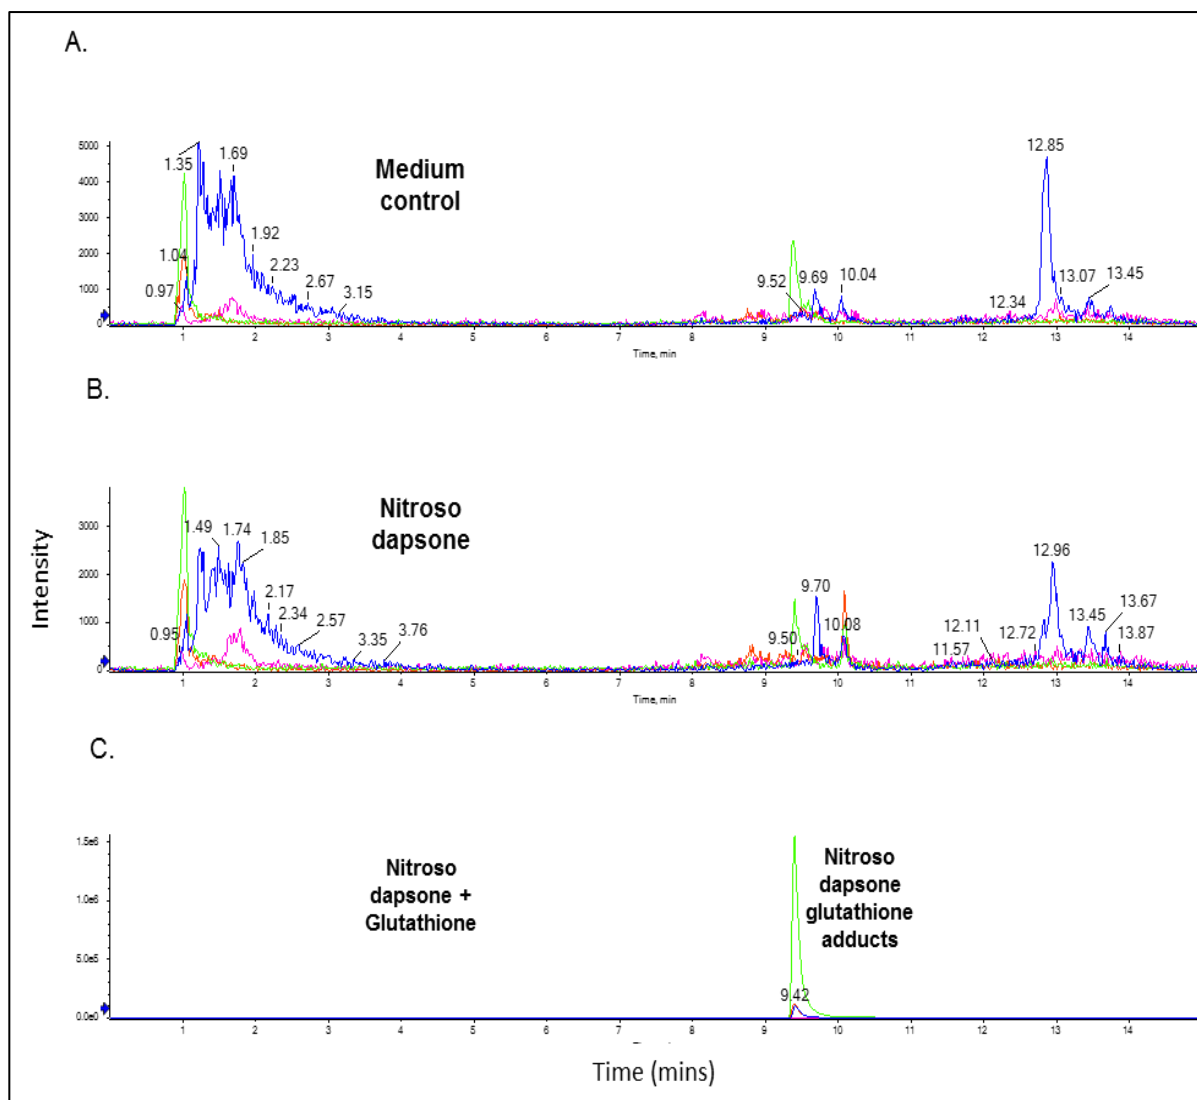 A.
5000
4000
3000
2000
1000
0
1.35
1.69
1.04
0.97
1.92
2.23
2.67
3.15
Medium
control
9.52
9.69
10.04
12.34
12.85
13.07
13.45
1 2 3 4 5 6 7 8 9 10 11 12 13 14
Time, min
B.
Intensity
3000
2000
1000
0
0.95
1.49
1.74
1.85
2.17
2.34
2.57
3.35
3.76
Nitroso
dapsone
9.50
9.70
10.08
11.57
12.11
12.72
12.96
13.45
13.67
13.87
1 2 3 4 5 6 7 8 9 10 11 12 13 14
Time, min
C.
1.5e6
1.0e6
5.0e5
0.0e0
Nitroso
dapsone +
Glutathione
9.42
Nitroso
dapsone
glutathione
adducts
1 2 3 4 5 6 7 8 9 10 11 12 13 14
Time (mins)